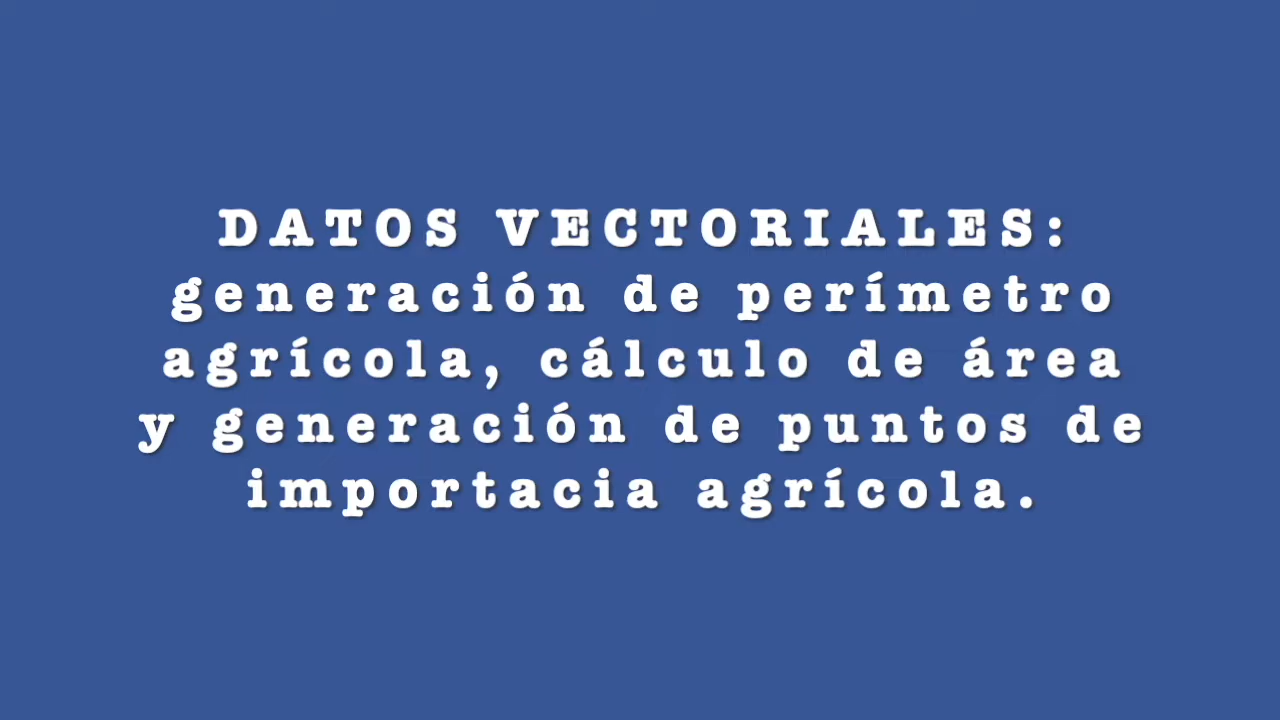 DATOS VECTORIALES:
generación de perímetro
agrícola, cálculo de área
y generación de puntos de
importacia agrícola.